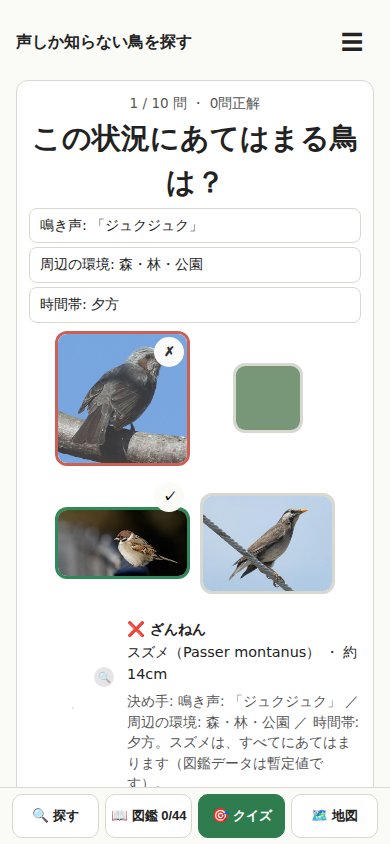 声しか知らない鳥を探す
☰
1 / 10 問 ・ 0問正解
この状況にあてはまる鳥
は？
鳴き声: 「ジュクジュク」
周辺の環境: 森・林・公園
時間帯: 夕方
✗
✓
❌ ざんねん
スズメ（Passer montanus） ・ 約
14cm
🔍
決め手: 鳴き声: 「ジュクジュク」 ／
周辺の環境: 森・林・公園 ／ 時間帯:
夕方。スズメは、すべてにあてはま
ります（図鑑データは暫定値で
す）。
🔍 探す
📖 図鑑 0/44
🎯 クイズ
🗺️ 地図